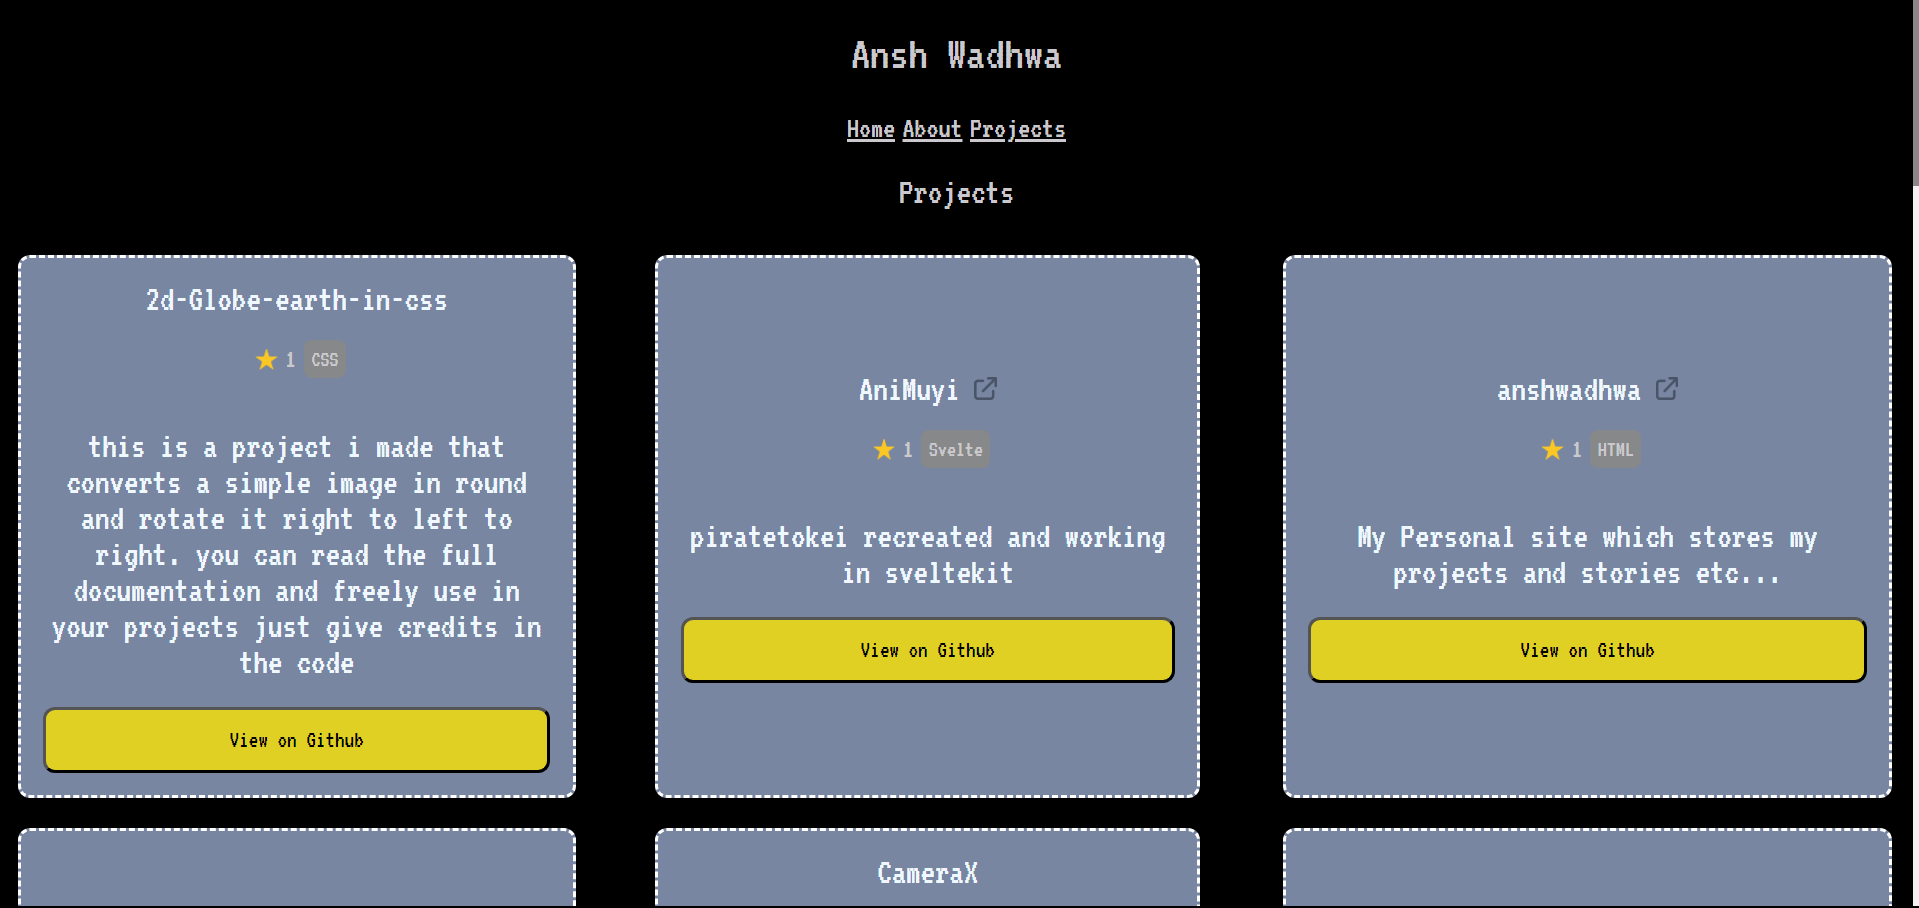 Ansh Wadhwa
Home About Projects
Projects
2d-Globe-earth-in-css
1 CSS
this is a project i made that
converts a simple image in round
and rotate it right to left to
right. you can read the full
documentation and freely use in
your projects just give credits in
the code
View on Github
AniMuyi
1 Svelte
piratetokei recreated and working
in sveltekit
View on Github
anshwadhwa
1 HTML
My Personal site which stores my
projects and stories etc...
View on Github
CameraX